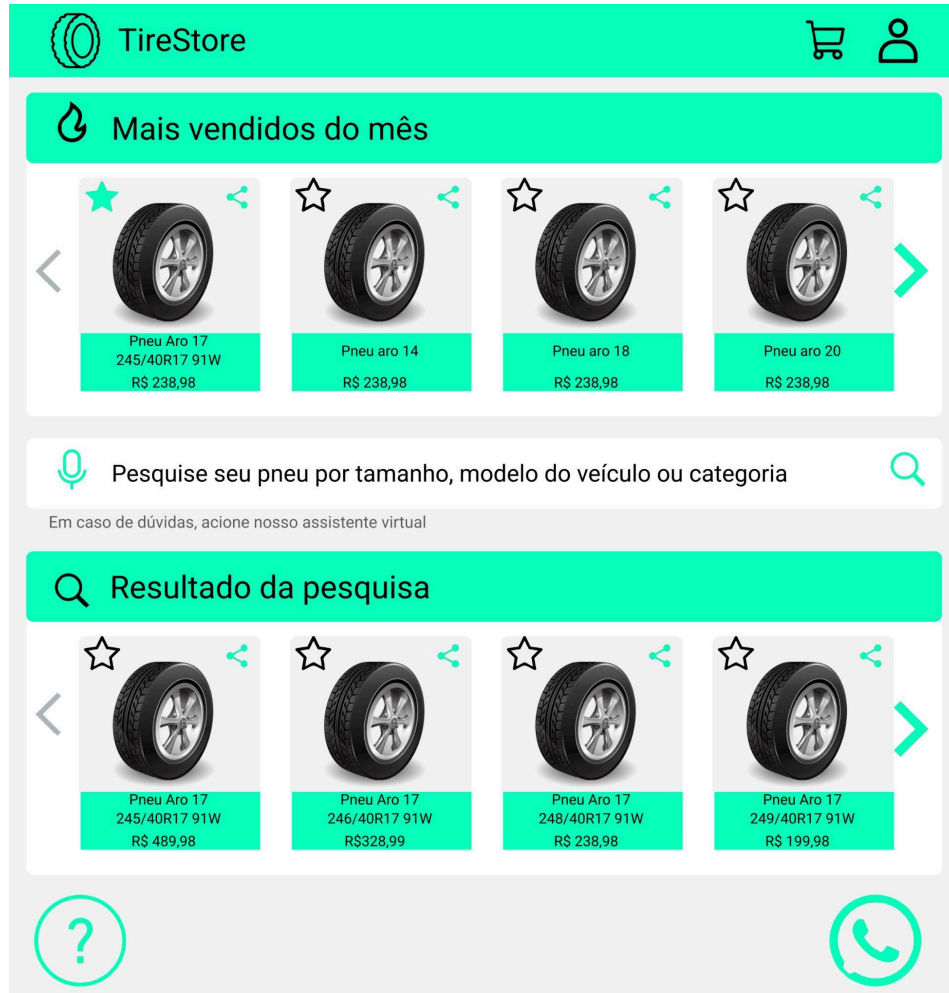 TireStore
Mais vendidos do mês
Pneu Aro 17
245/40R17 91W
R$ 238,98
Pneu aro 14
R$ 238,98
Pneu aro 18
R$ 238,98
Pneu aro 20
R$ 238,98
Pesquise seu pneu por tamanho, modelo do veículo ou categoria
Em caso de dúvidas, acione nosso assistente virtual
Resultado da pesquisa
Pneu Aro 17
245/40R17 91W
R$ 489,98
Pneu Aro 17
246/40R17 91W
R$328,99
Pneu Aro 17
248/40R17 91W
R$ 238,98
Pneu Aro 17
249/40R17 91W
R$ 199,98
?